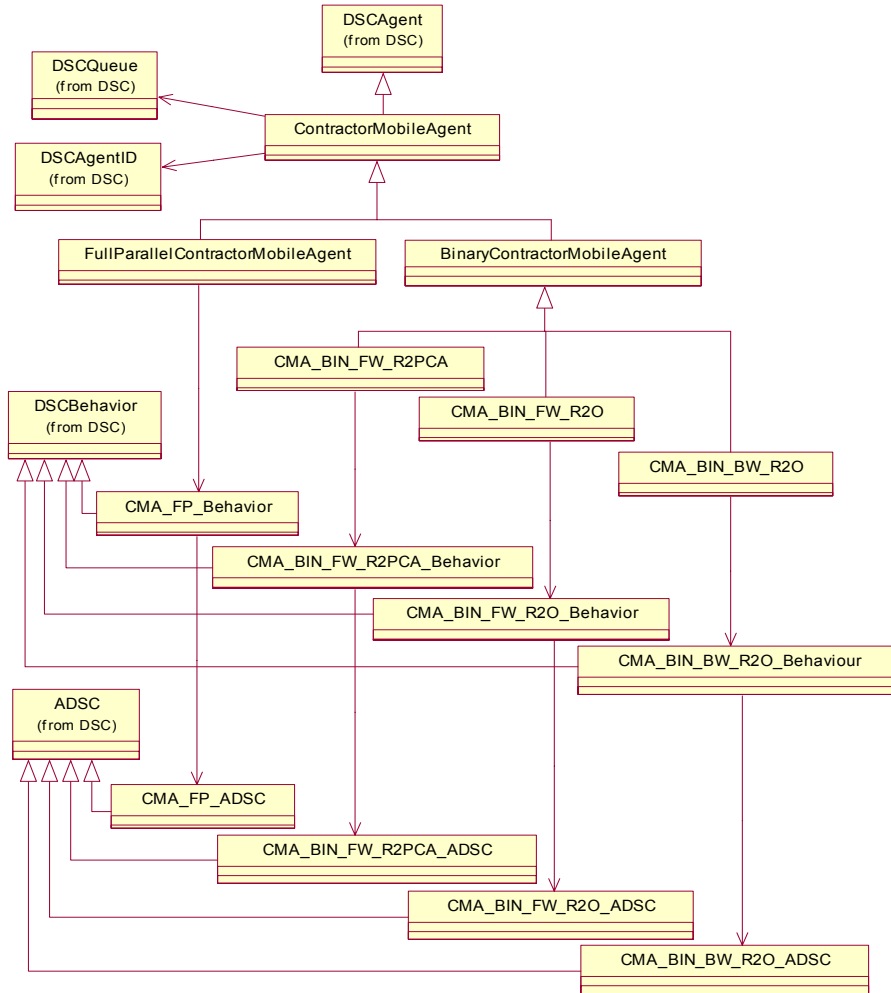 DSCAgent
(from DSC)
DSCQueue
(from DSC)
ContractorMobileAgent
DSCAgentID
(from DSC)
FullParallelContractorMobileAgent
BinaryContractorMobileAgent
CMA_BIN_FW_R2PCA
DSCBehavior
(from DSC)
CMA_BIN_FW_R2O
CMA_BIN_BW_R2O
CMA_FP_Behavior
CMA_BIN_FW_R2PCA_Behavior
CMA_BIN_FW_R2O_Behavior
CMA_BIN_BW_R2O_Behaviour
ADSC
(from DSC)
CMA_FP_ADSC
CMA_BIN_FW_R2PCA_ADSC
CMA_BIN_FW_R2O_ADSC
CMA_BIN_BW_R2O_ADSC